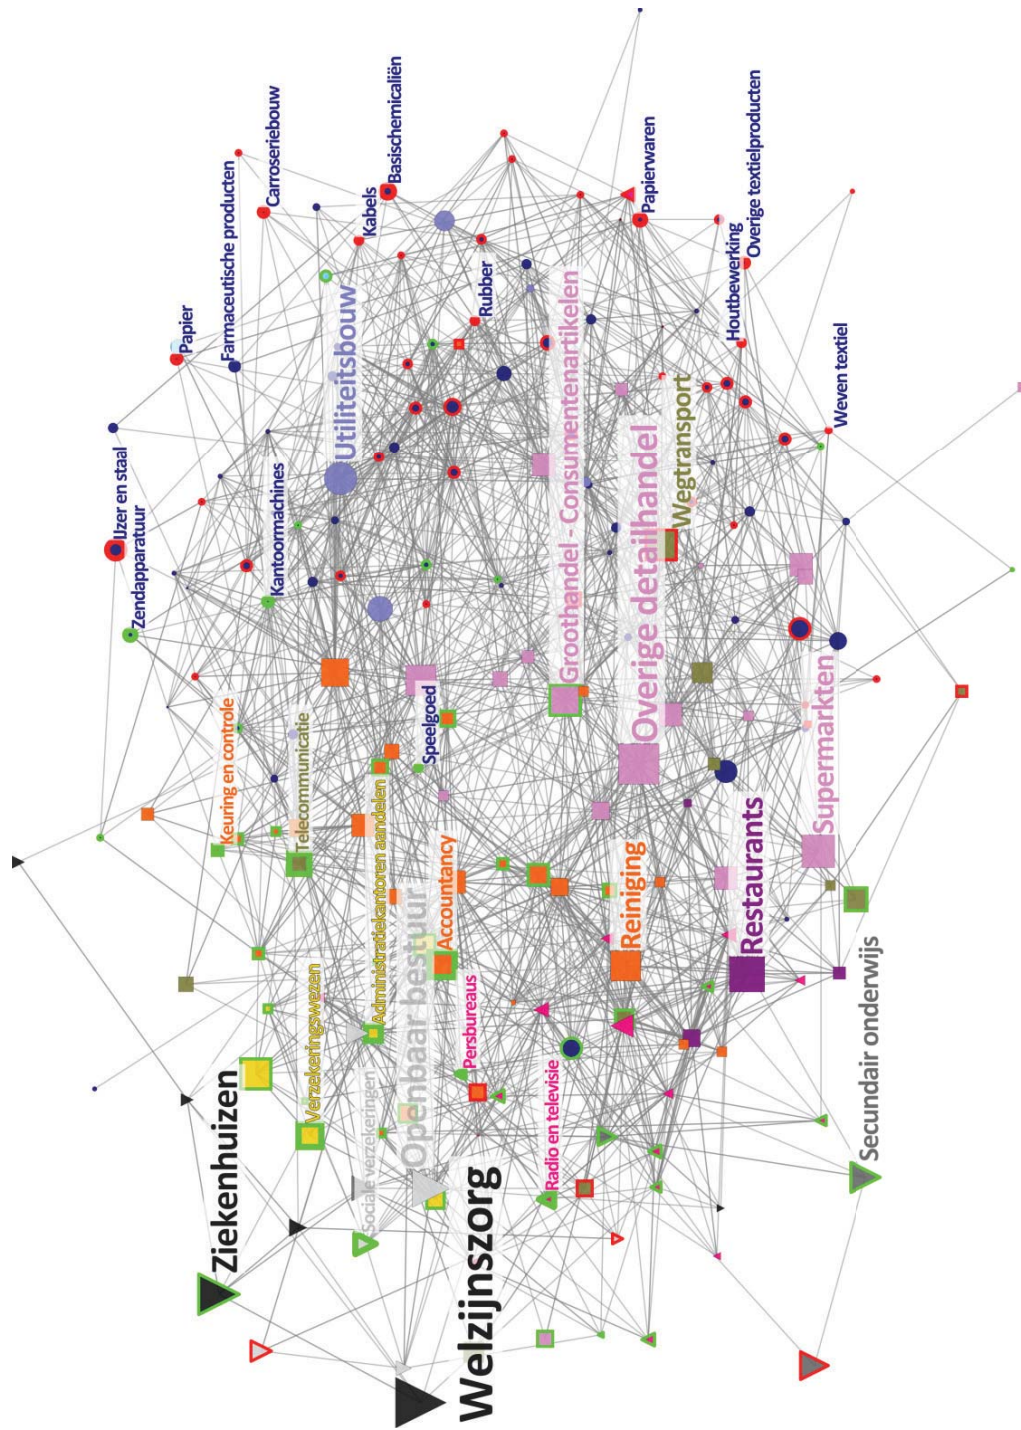 Ziekenhuizen
Welzijnszorg
Verzekeringswezen
Sociale verzekeringen
Openbaar bestuur
Administratiekantoren aandelen
Persbureaus
Radio en televisie
Secundair onderwijs
Keuring en controle
Telecommunicatie
Accountancy
Reiniging
Restaurants
Supermarkten
Speelgoed
Zendapparatuur
IJzer en staal
Kantoormachines
Papier
Farmaceutische producten
Carroseriebouw
Utiliteitsbouw
Kabels
Basischemicaliën
Rubber
Groothandel - Consumentenartikelen
Overige detailhandel
Wegtransport
Papierwaren
Houtbewerking
Overige textielproducten
Weven textiel